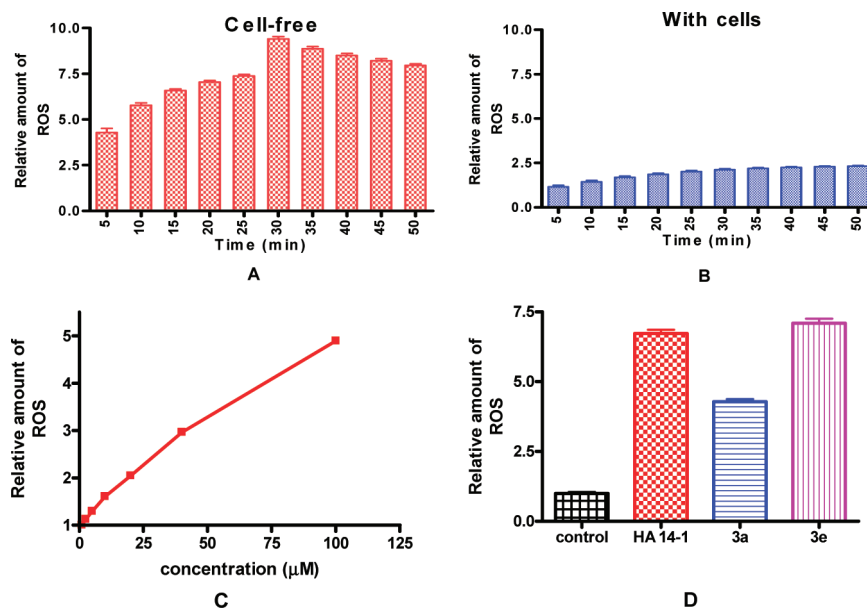 Cell-free
Relative amount of
ROS
10.0
7.5
5.0
2.5
0.0
5 10 15 20 25 30 35 40 45 50
Time (min)
A
With cells
Relative amount of
ROS
10.0
7.5
5.0
2.5
0.0
5 10 15 20 25 30 35 40 45 50
Time (min)
B
Relative amount of
ROS
5
4
3
2
1
0 25 50 75 100 125
concentration (µM)
C
Relative amount of
ROS
7.5
5.0
2.5
0.0
control HA 14-1 3a 3e
D